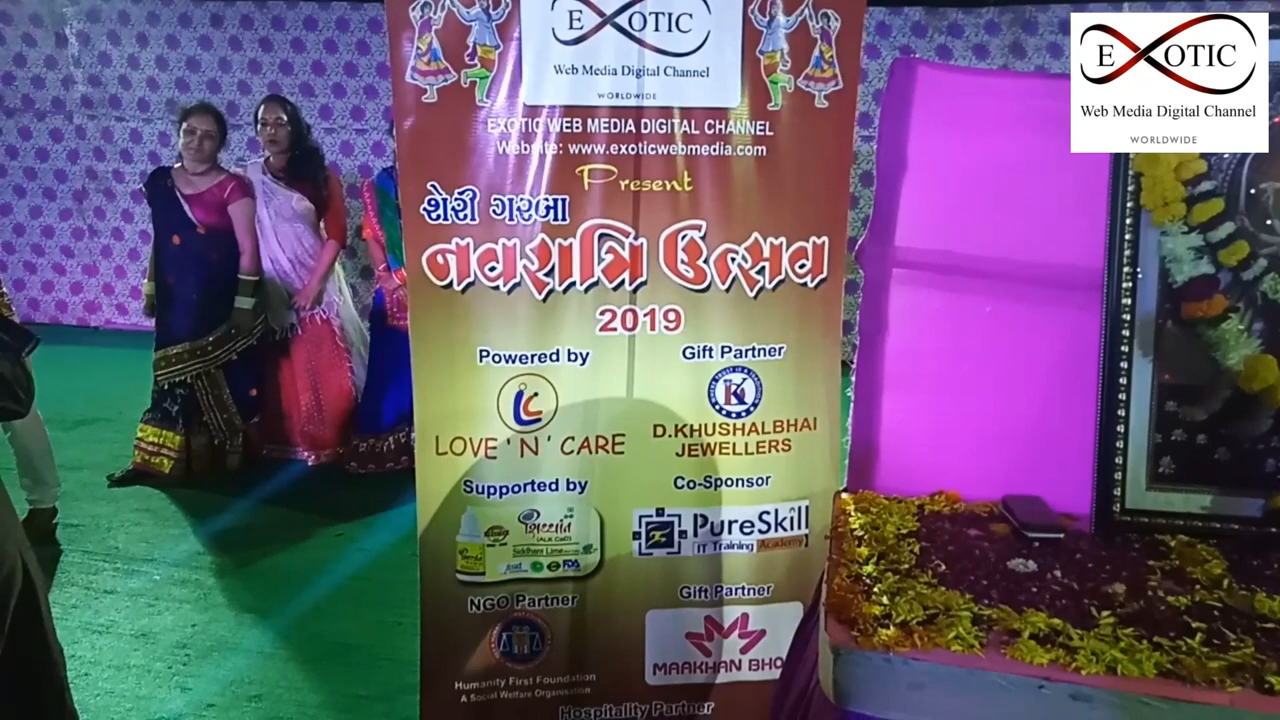 EXOTIC
Web Media Digital Channel
WORLDWIDE
EXOTIC WEB MEDIA DIGITAL CHANNEL
Website: www.exoticwebmedia.com
Present
શેરી ગરબા
નવરાત્રિ ઉત્સવ
2019
Powered by
LOVE 'N' CARE
Gift Partner
K
D.KHUSHALBHAI
JEWELLERS
Supported by
(ALK CaO)
Siddhant Lime
FDA
Co-Sponsor
PureSkill
IT Training Academy
NGO Partner
Humanity First Foundation
A Social Welfare Organisation
Gift Partner
MAAKHAN BHO
Hospitality Partner
EXOTIC
Web Media Digital Channel
WORLDWIDE